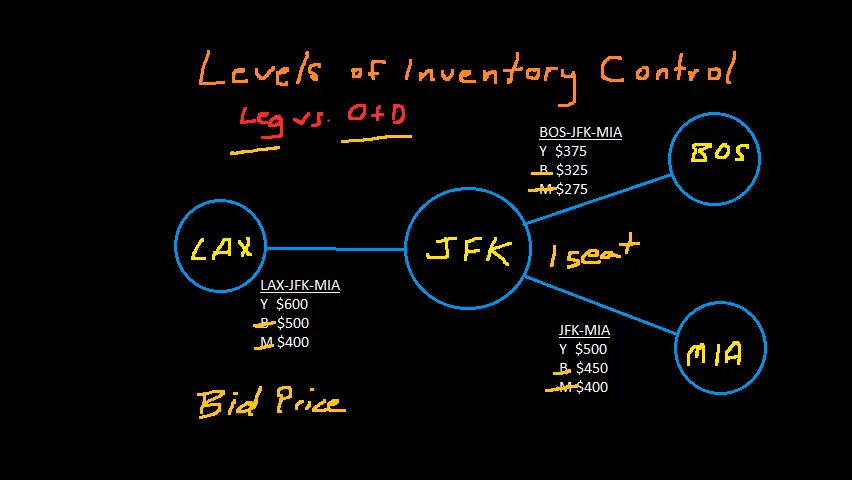 Levels of Inventory Control
Leg vs. O+D
BOS-JFK-MIA
Y $375
B $325
M $275
BOS
LAX
JFK
1 seat
LAX-JFK-MIA
Y $600
B $500
M $400
JFK-MIA
Y $500
B $450
M $400
MIA
Bid Price